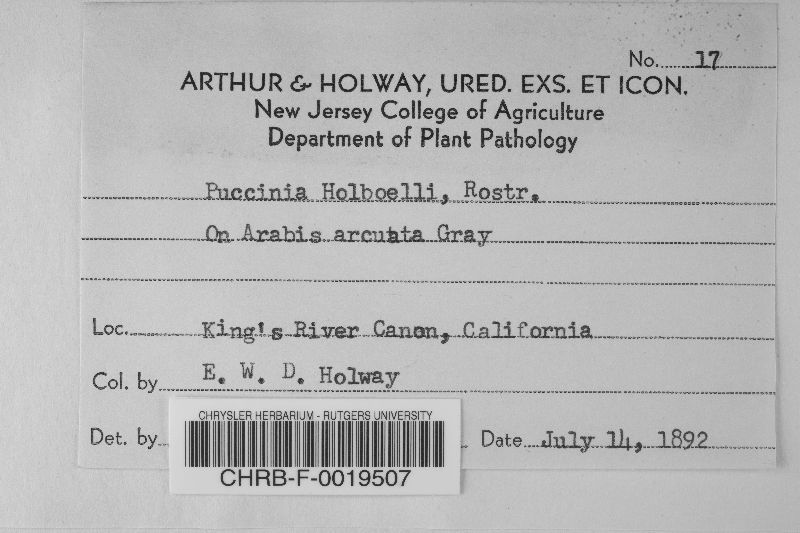 No. 17
ARTHUR & HOLWAY, URED. EXS. ET ICON.
New Jersey College of Agriculture
Department of Plant Pathology
Puccinia Holboelli, Rostr.
On Arabis arcuata Gray
Loc. King's River Canon, California
Col. by E. W. D. Holway
Det. by Date July 14, 1892
CHRYSLER HERBARIUM - RUTGERS UNIVERSITY
CHRB-F-0019507